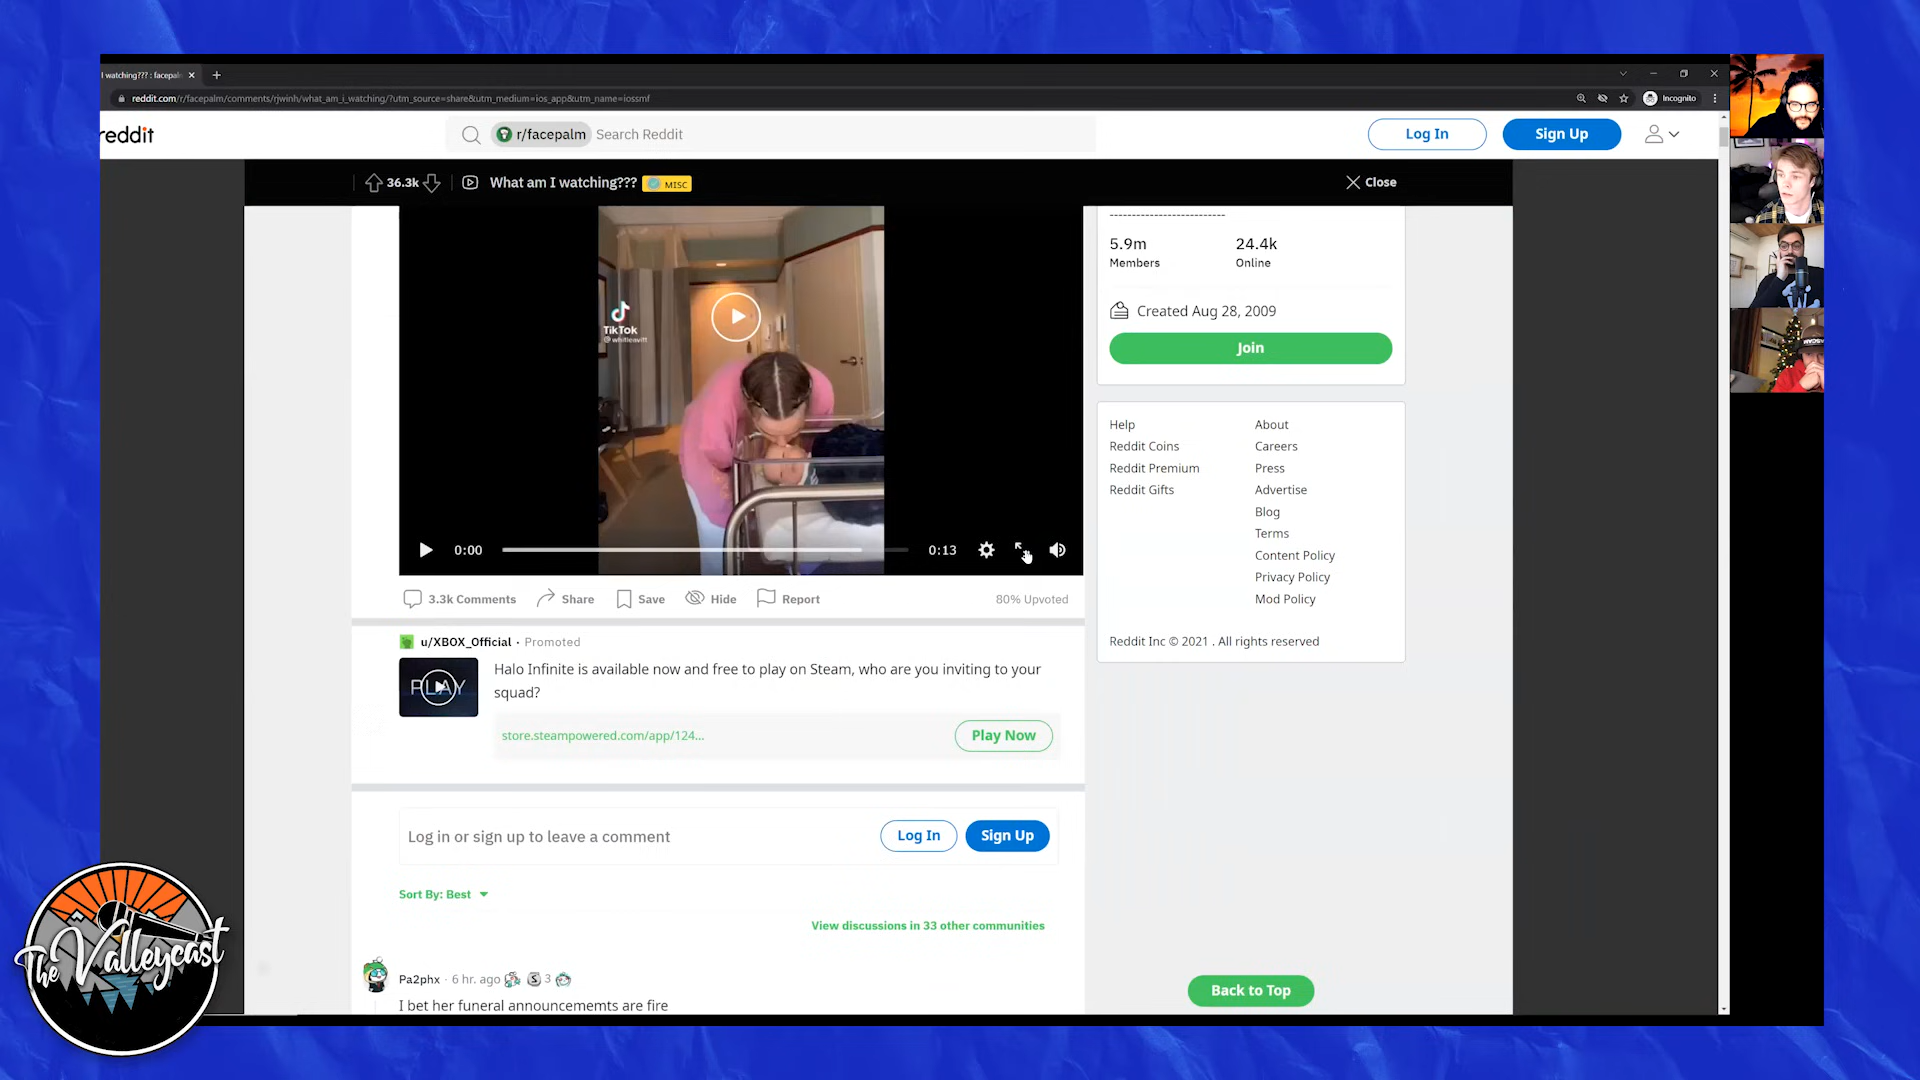 I watching??? : facepal
reddit.com/r/facepalm/comments/rjwinh/what_am_i_watching/?utm_source=share&utm_medium=ios_app&utm_name=iossmf
Incognito
reddit
r/facepalm Search Reddit
Log In
Sign Up
36.3k
What am I watching???
MISC
Close
TikTok
@whitleavitt
0:00
0:13
3.3k Comments
Share
Save
Hide
Report
80% Upvoted
-------------------------
5.9m
24.4k
Members
Online
Created Aug 28, 2009
Join
Help
About
Reddit Coins
Careers
Reddit Premium
Press
Reddit Gifts
Advertise
Blog
Terms
Content Policy
Privacy Policy
Mod Policy
Reddit Inc © 2021 . All rights reserved
u/XBOX_Official · Promoted
PLAY
Halo Infinite is available now and free to play on Steam, who are you inviting to your
squad?
store.steampowered.com/app/124...
Play Now
Log in or sign up to leave a comment
Log In
Sign Up
Sort By: Best
View discussions in 33 other communities
Pa2phx · 6 hr. ago
S 3
I bet her funeral announcememts are fire
Back to Top
The Valleycast